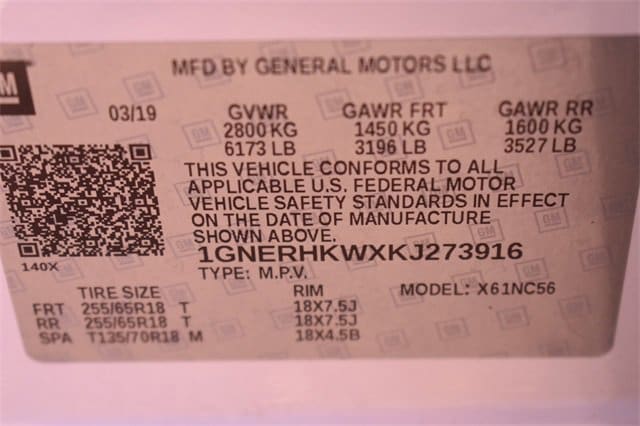 GM
MFD BY GENERAL MOTORS LLC
03/19 GVWR GAWR FRT GAWR RR
2800 KG 1450 KG 1600 KG
6173 LB 3196 LB 3527 LB
THIS VEHICLE CONFORMS TO ALL
APPLICABLE U.S. FEDERAL MOTOR
VEHICLE SAFETY STANDARDS IN EFFECT
ON THE DATE OF MANUFACTURE
SHOWN ABOVE.
140X
1GNERHKWXKJ273916
TYPE: M.P.V.
TIRE SIZE RIM MODEL: X61NC56
FRT 255/65R18 T 18X7.5J
RR 255/65R18 T 18X7.5J
SPA T135/70R18 M 18X4.5B